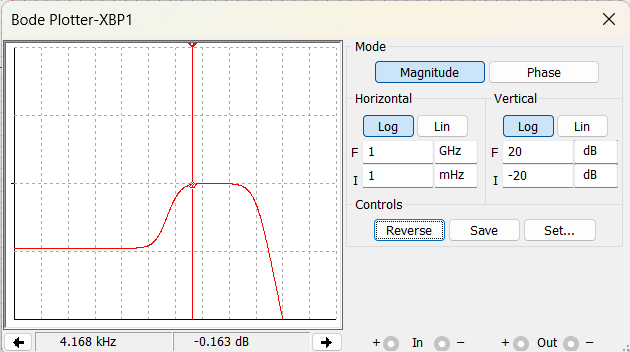 Bode Plotter-XBP1
Mode
Magnitude Phase
Horizontal Vertical
Log Lin Log Lin
F 1 GHz F 20 dB
I 1 mHz I -20 dB
Controls
Reverse Save Set...
4.168 kHz -0.163 dB + In − + Out −